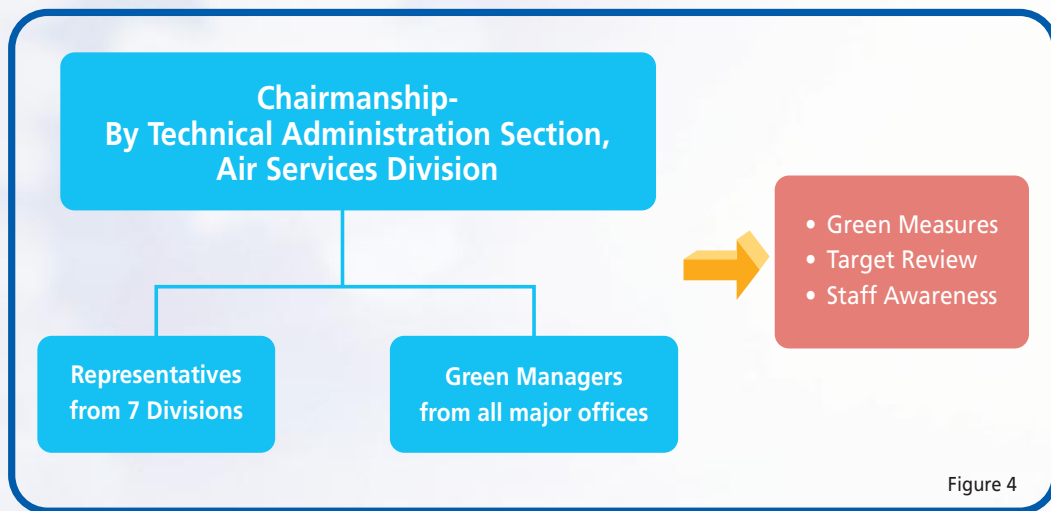 Chairmanship-
By Technical Administration Section,
Air Services Division
Representatives
from 7 Divisions
Green Managers
from all major offices
• Green Measures
• Target Review
• Staff Awareness
Figure 4